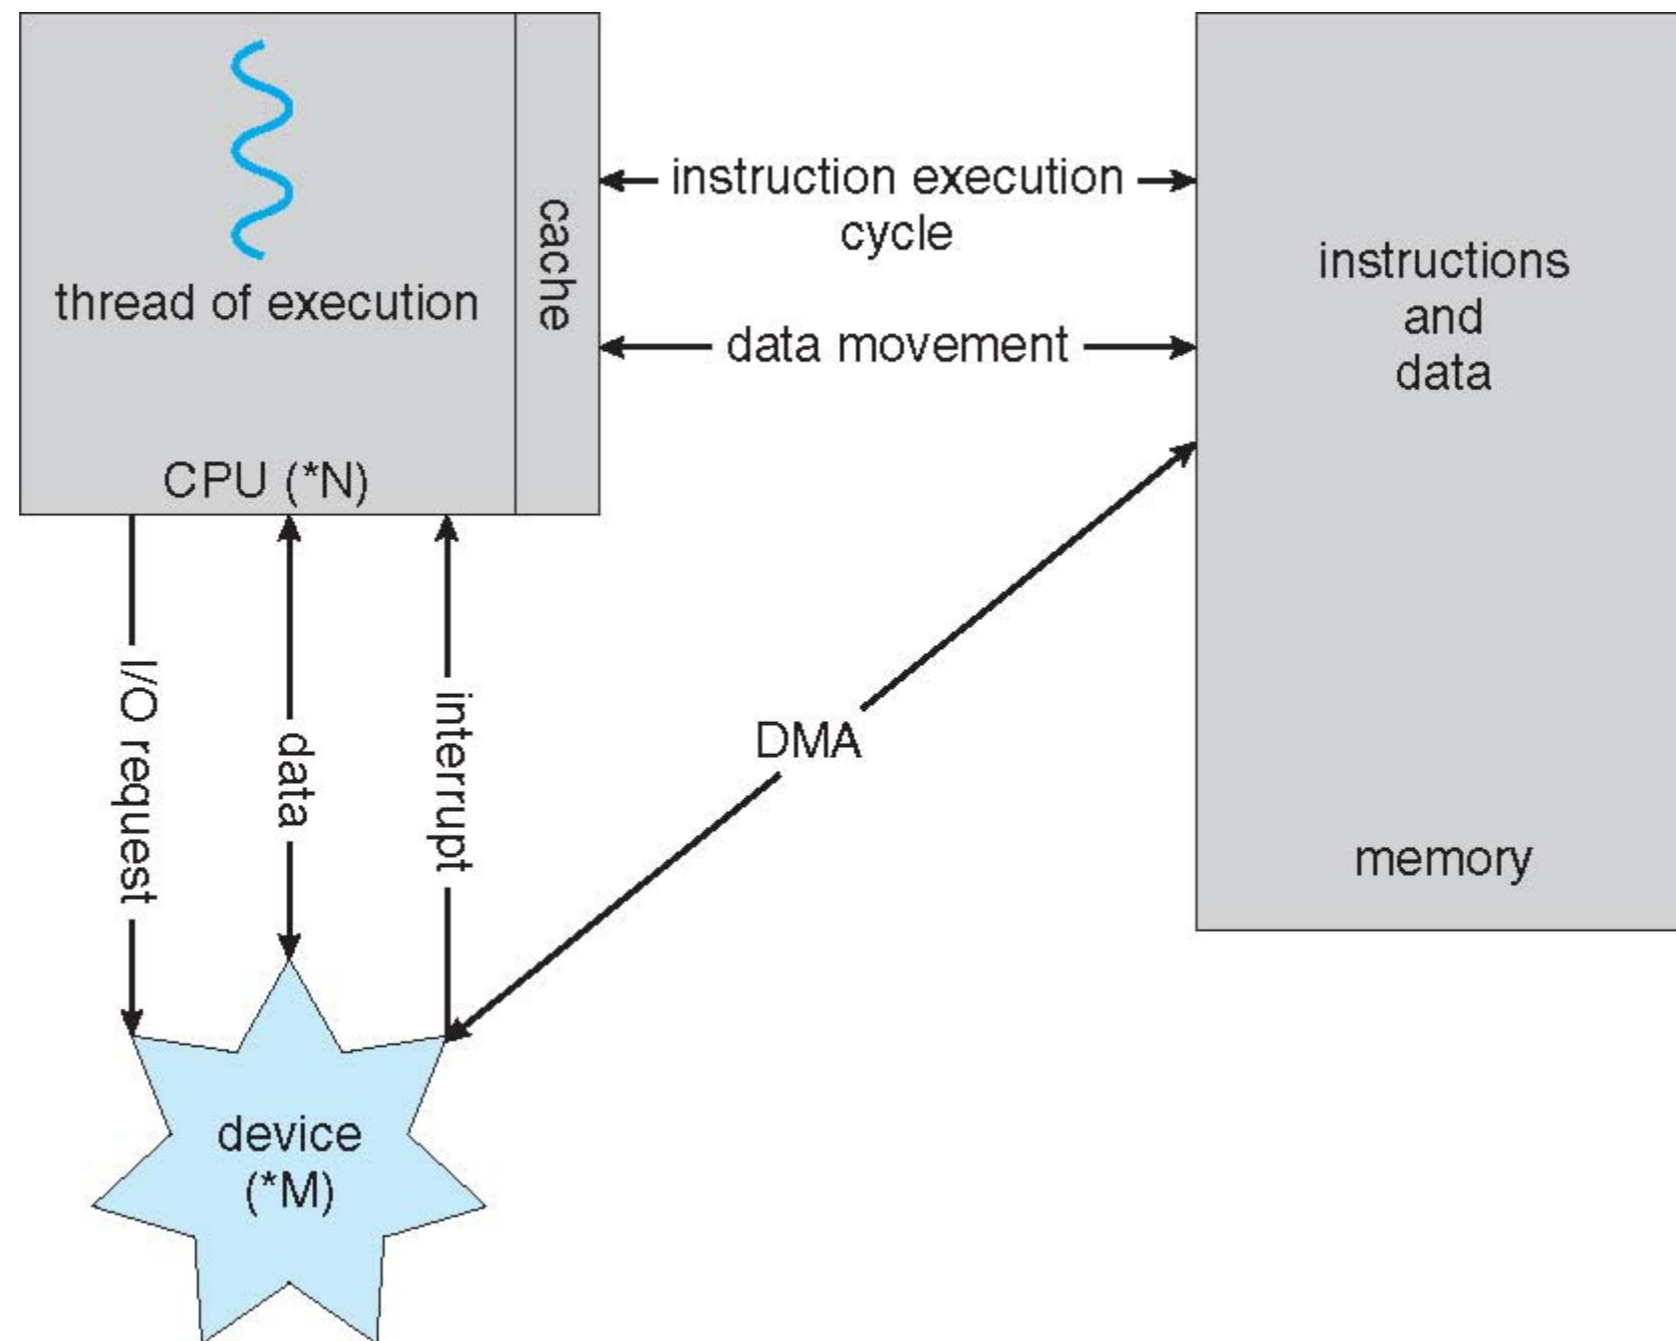 thread of execution
CPU (*N)
cache
instruction execution
cycle
data movement
instructions
and
data
memory
I/O request
data
interrupt
DMA
device
(*M)